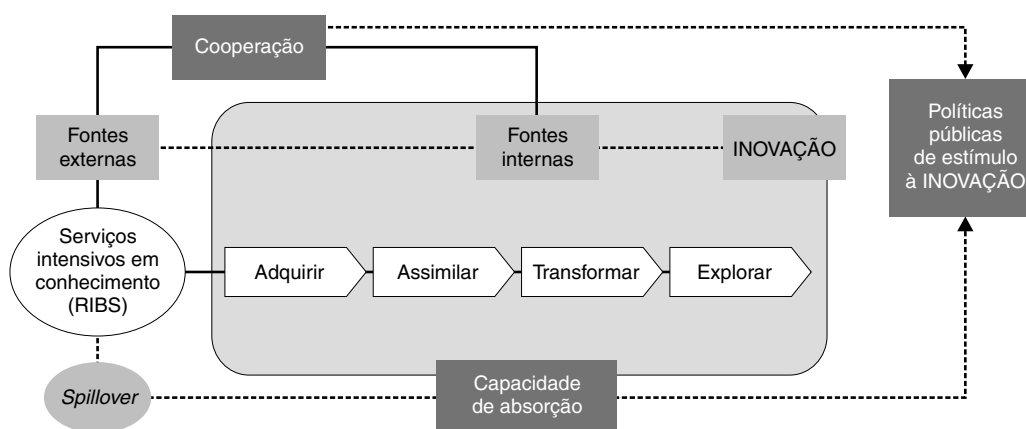 Cooperação
Fontes
externas
Fontes
internas
INOVAÇÃO
Políticas
públicas
de estímulo
à INOVAÇÃO
Serviços
intensivos em
conhecimento
(RIBS)
Adquirir
Assimilar
Transformar
Explorar
Spillover
Capacidade
de absorção